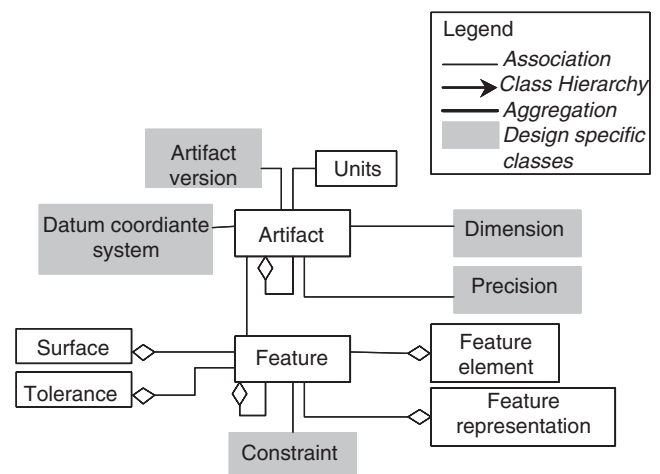 Legend
Association
Class Hierarchy
Aggregation
Design specific
classes
Artifact
version
Units
Datum coordiante
system
Artifact
Dimension
Precision
Surface
Tolerance
Feature
Feature
element
Feature
representation
Constraint